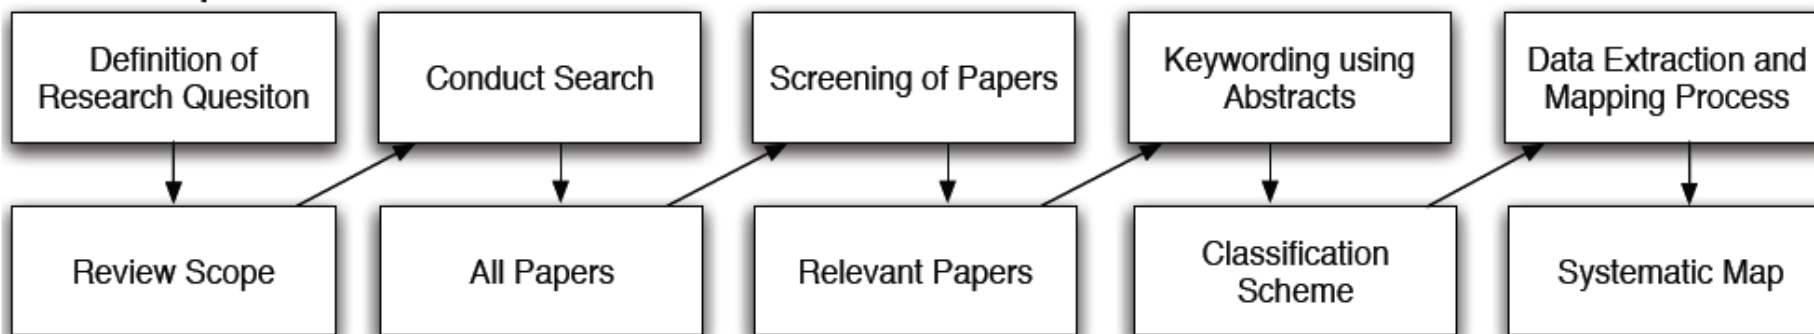 Definition of
Research Quesiton
Conduct Search
Screening of Papers
Keywording using
Abstracts
Data Extraction and
Mapping Process
Review Scope
All Papers
Relevant Papers
Classification
Scheme
Systematic Map